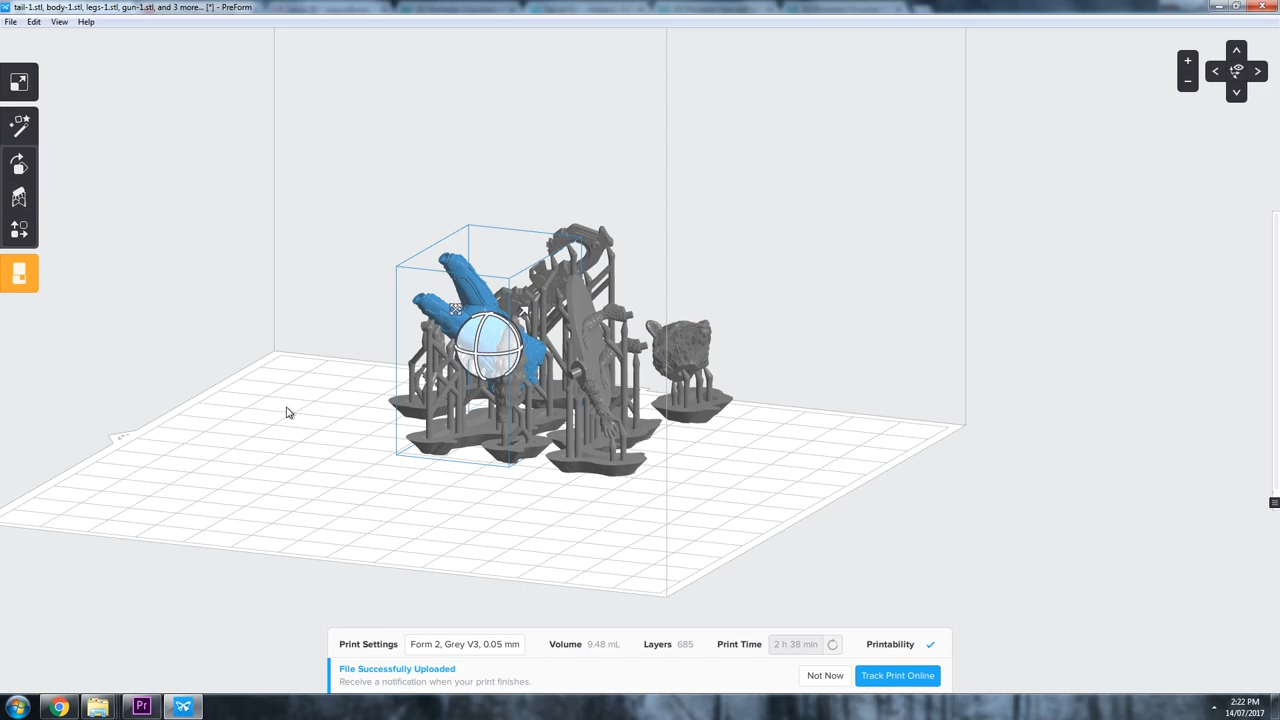 tail-1.stl, body-1.stl, legs-1.stl, gun-1.stl, and 3 more... [*] - PreForm
File Edit View Help
Print Settings Form 2, Grey V3, 0.05 mm Volume 9.48 mL Layers 685 Print Time 2 h 38 min Printability
File Successfully Uploaded
Receive a notification when your print finishes.
Not Now Track Print Online
Pr
2:22 PM
14/07/2017